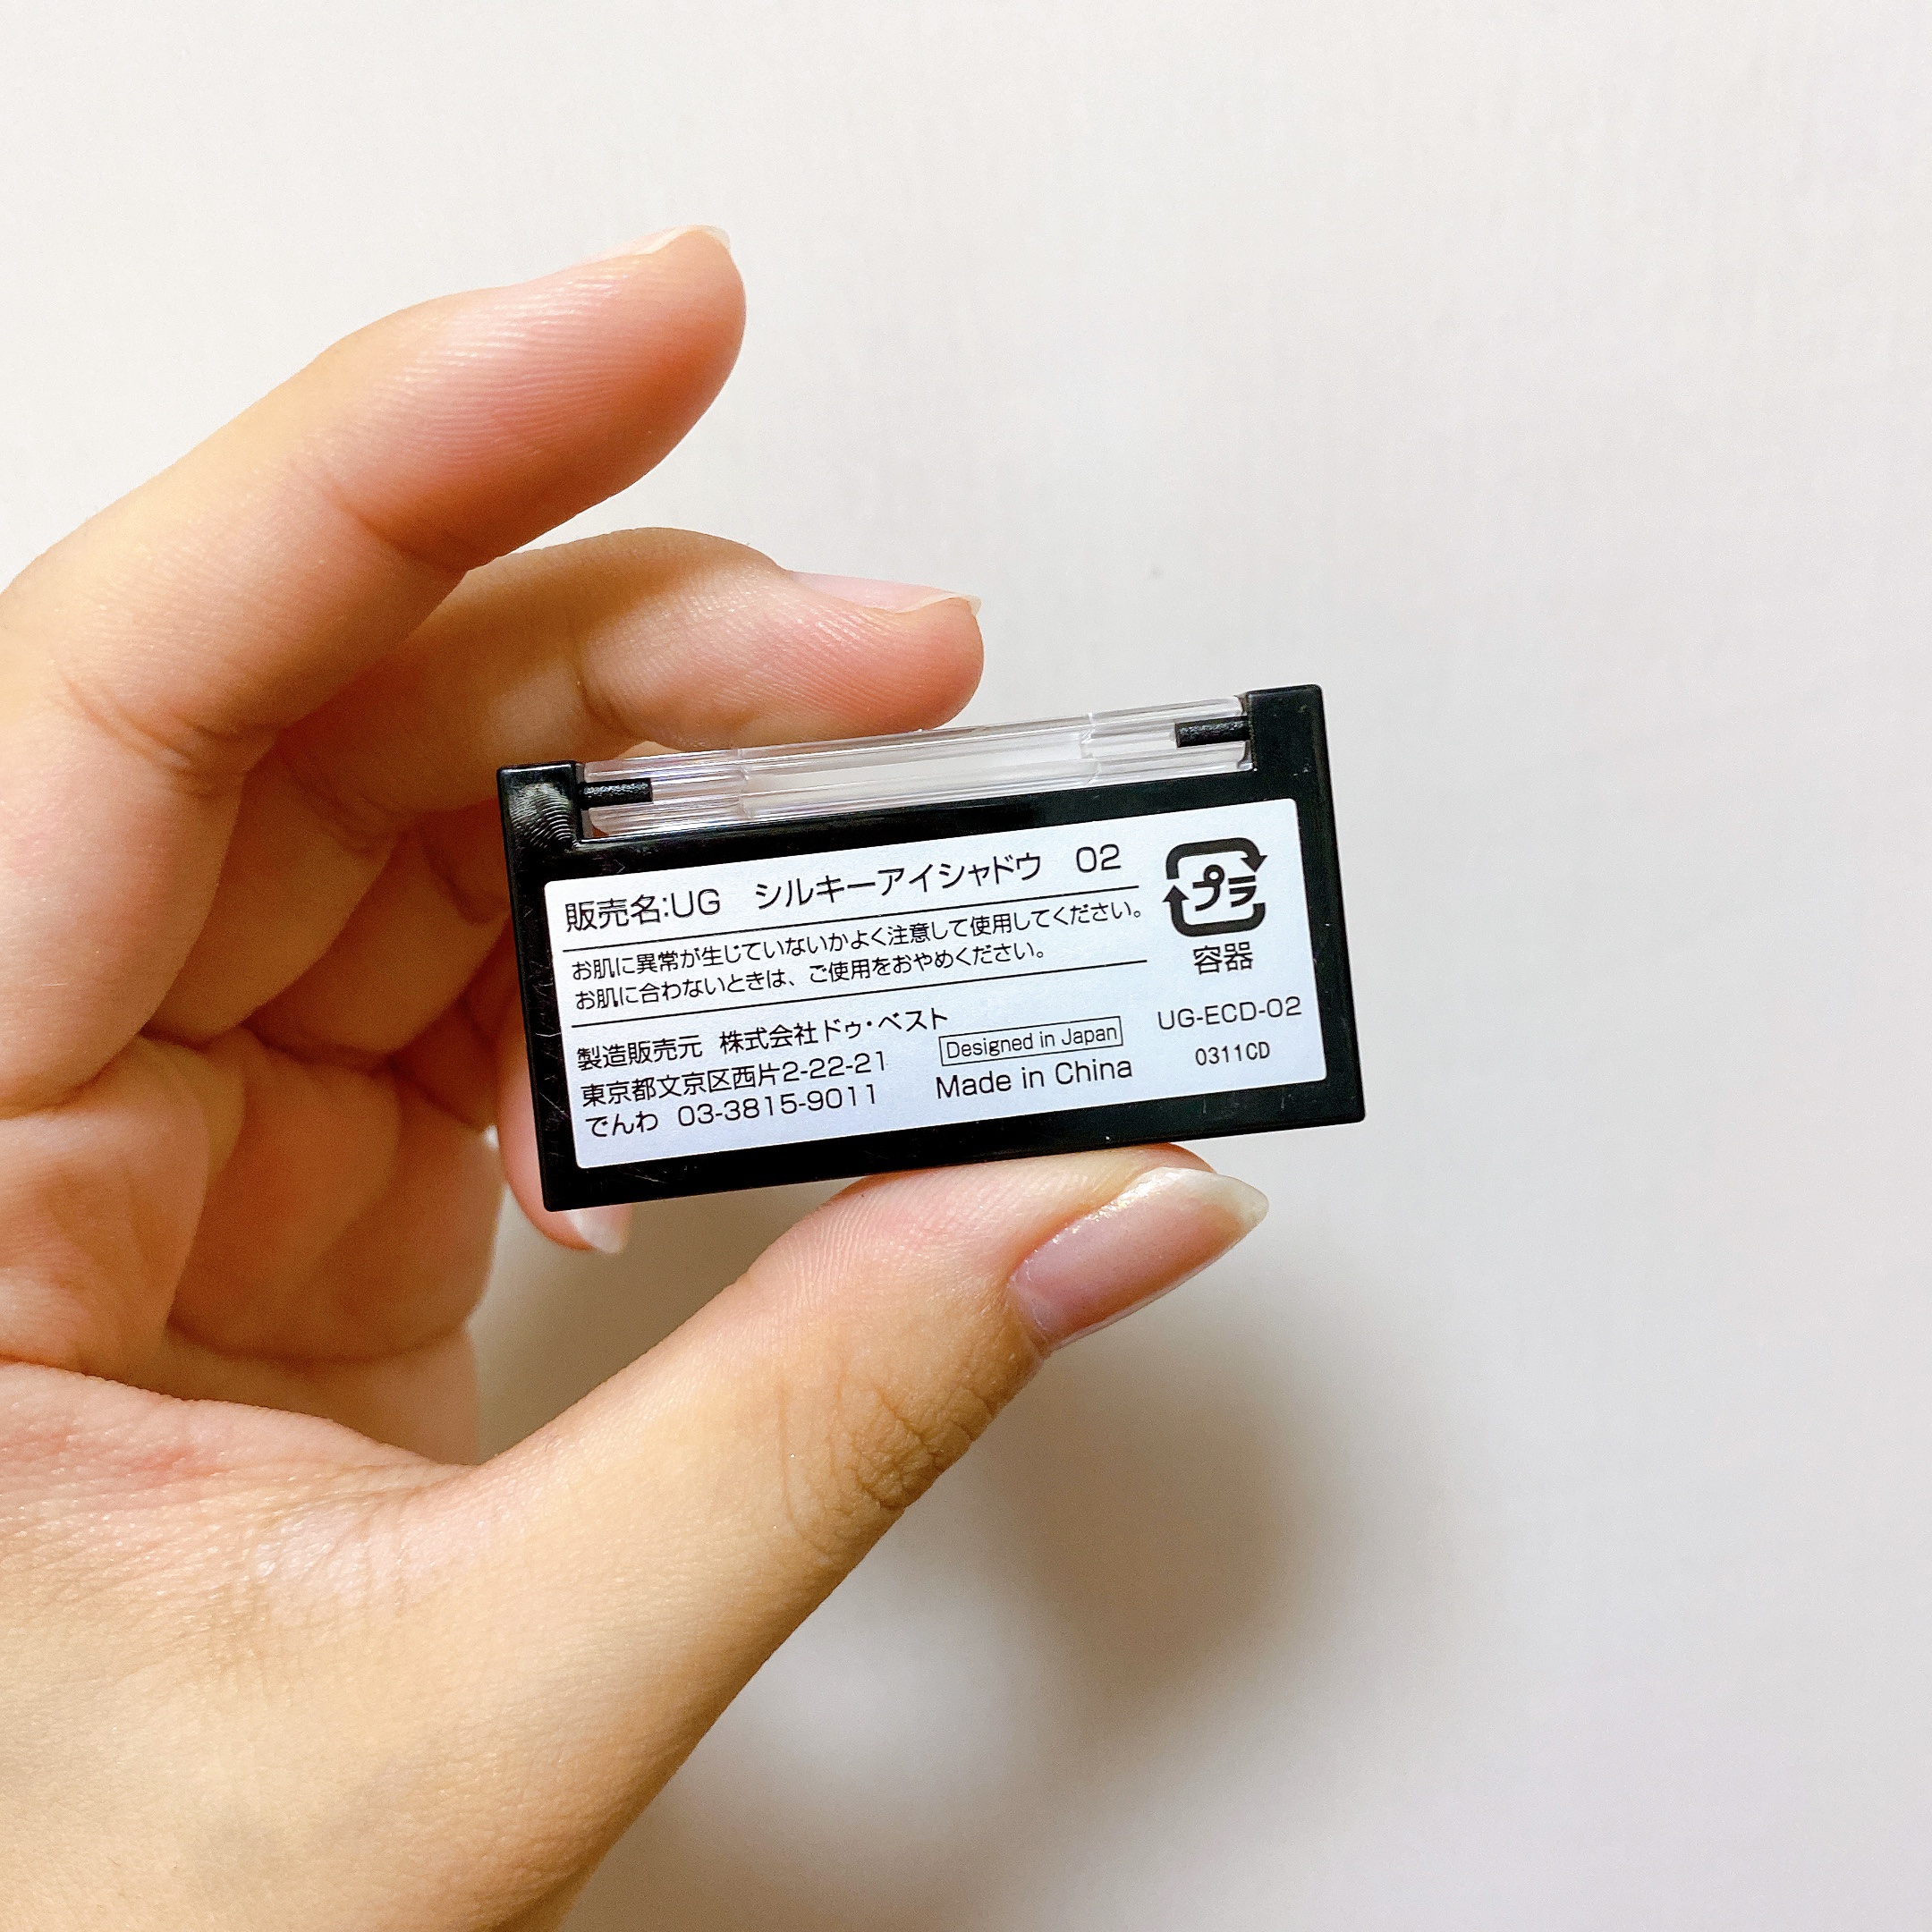 販売名:UG シルキーアイシャドウ 02
お肌に異常が生じていないかよく注意して使用してください。
お肌に合わないときは、ご使用をおやめください。
製造販売元 株式会社ドゥ・ベスト
東京都文京区西片2-22-21
でんわ 03-3815-9011
Designed in Japan
Made in China
プラ
容器
UG-ECD-02
0311CD